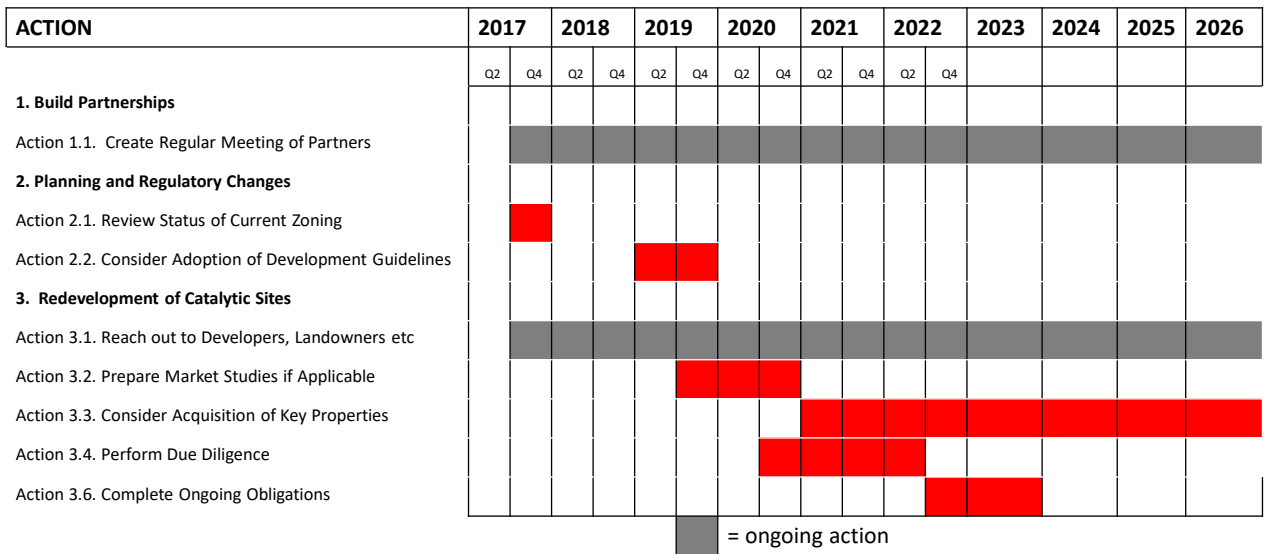 ACTION 2017 2018 2019 2020 2021 2022 2023 2024 2025 2026
Q2 Q4 Q2 Q4 Q2 Q4 Q2 Q4 Q2 Q4 Q2 Q4
1. Build Partnerships
Action 1.1.  Create Regular Meeting of Partners
2. Planning and Regulatory Changes
Action 2.1. Review Status of Current Zoning
Action 2.2. Consider Adoption of Development Guidelines
3.  Redevelopment of Catalytic Sites
Action 3.1. Reach out to Developers, Landowners etc
Action 3.2. Prepare Market Studies if Applicable
Action 3.3. Consider Acquisition of Key Properties
Action 3.4. Perform Due Diligence
Action 3.6. Complete Ongoing Obligations
= ongoing action